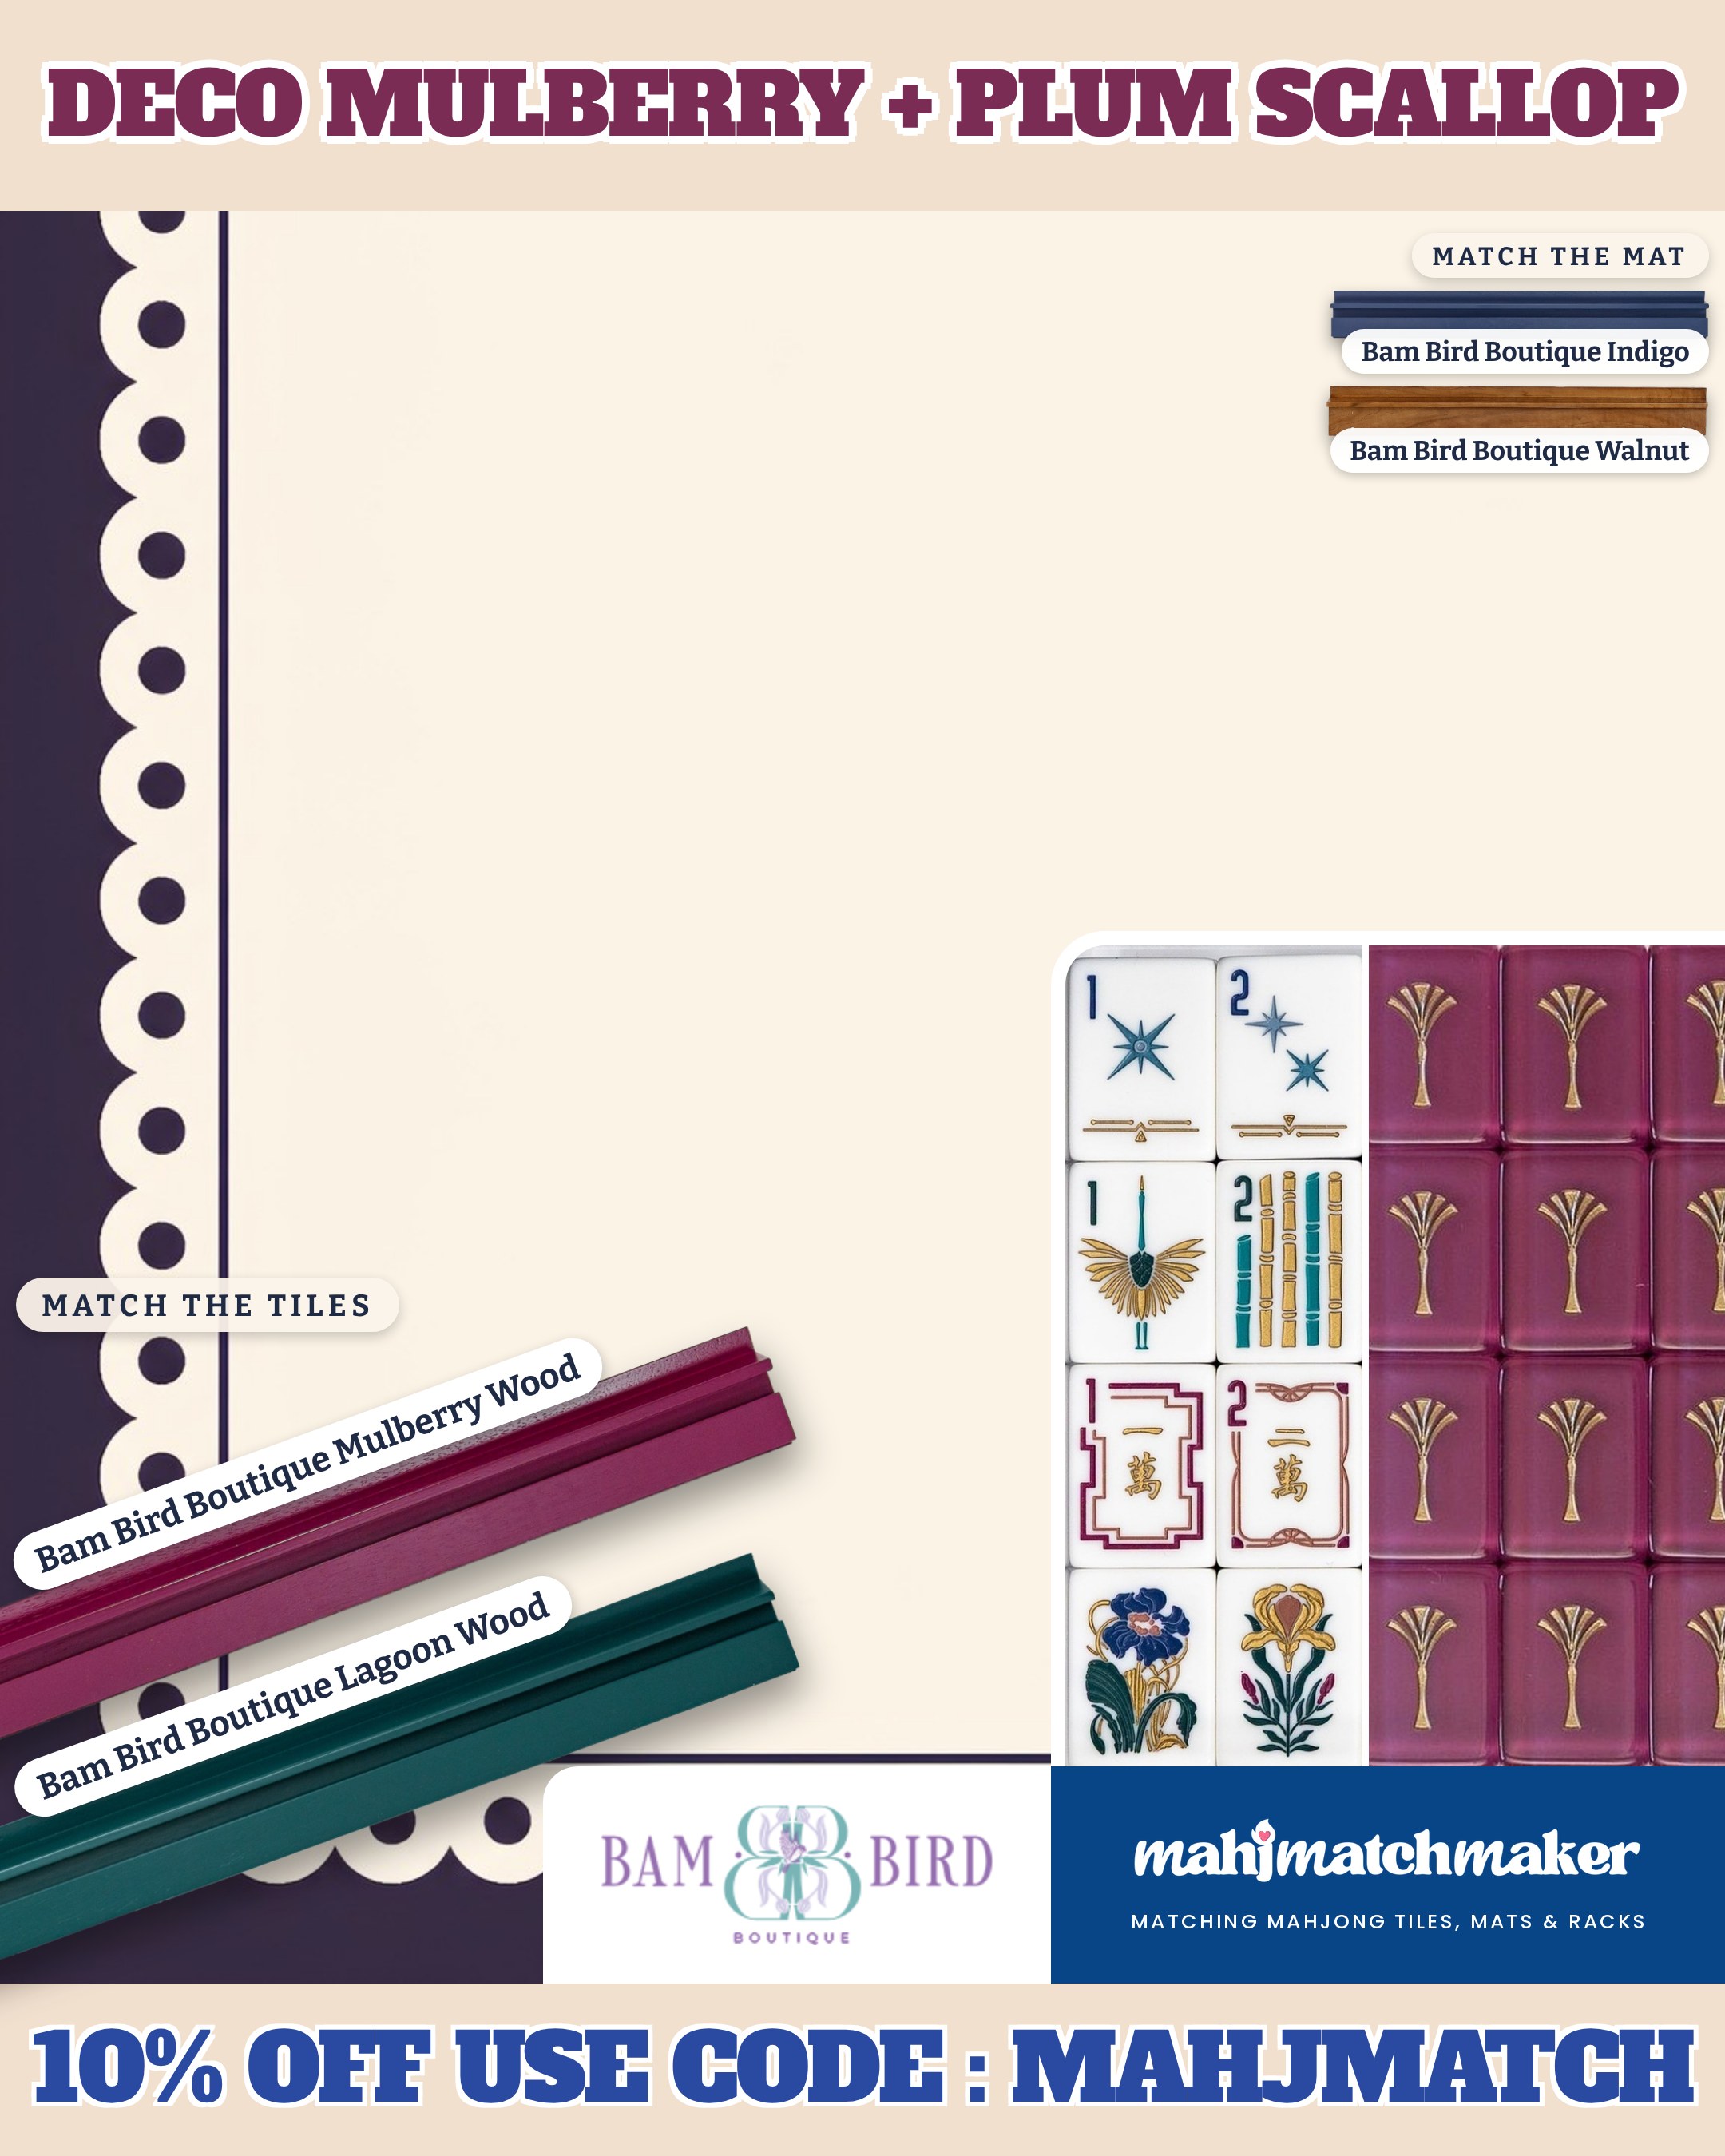 DECO MULBERRY + PLUM SCALLOP
MATCH THE MAT
Bam Bird Boutique Indigo
Bam Bird Boutique Walnut
1 2
1 2
1 2
一萬 二萬
MATCH THE TILES
Bam Bird Boutique Mulberry Wood
Bam Bird Boutique Lagoon Wood
BAM BIRD
BOUTIQUE
mahjmatchmaker
MATCHING MAHJONG TILES, MATS & RACKS
10% OFF USE CODE : MAHJMATCH